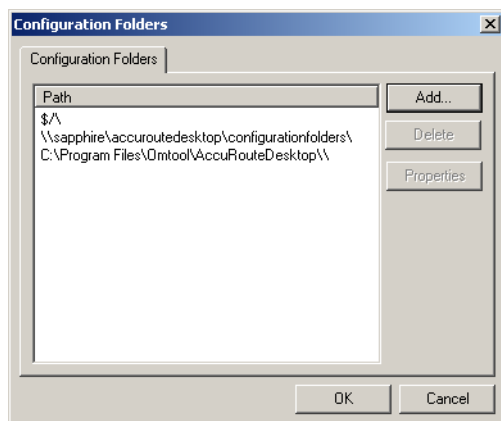 Configuration Folders
Configuration Folders
Path
Add...
$/\
\\sapphire\accuroutedesktop\configurationfolders\
Delete
C:\Program Files\Omtool\AccuRouteDesktop\\
Properties
OK
Cancel